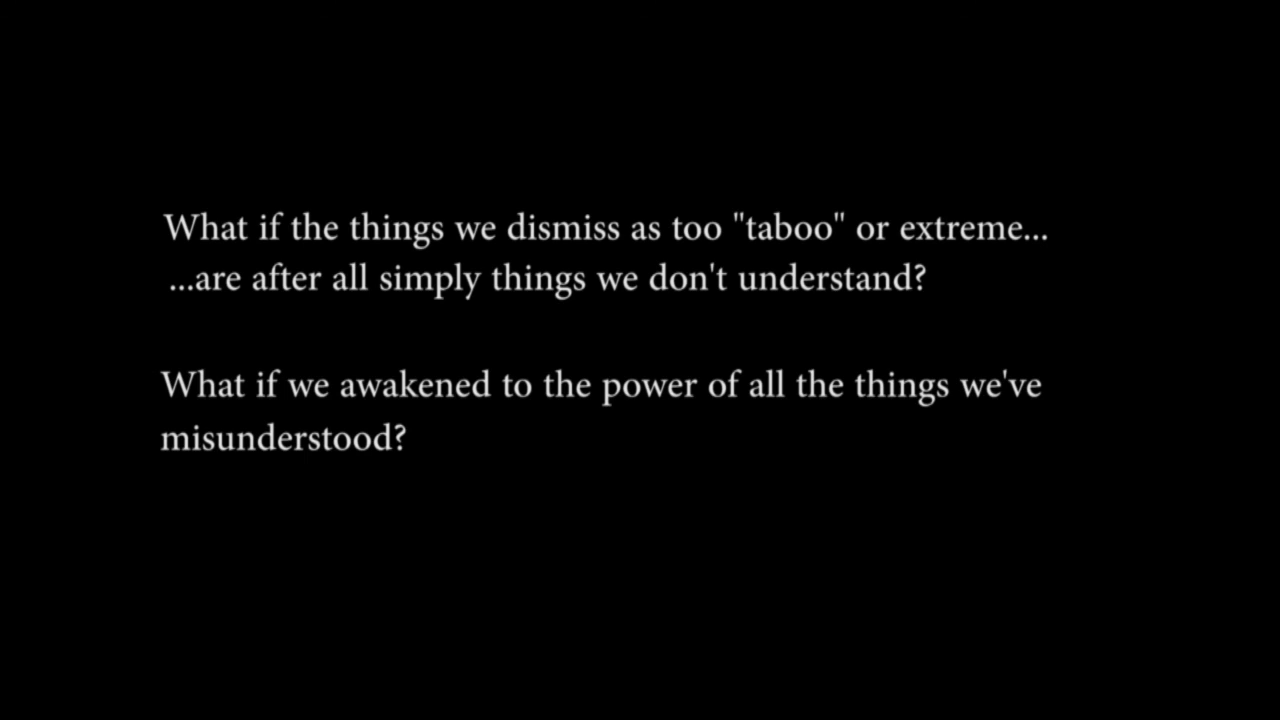 What if the things we dismiss as too "taboo" or extreme...
...are after all simply things we don't understand?
What if we awakened to the power of all the things we've
misunderstood?